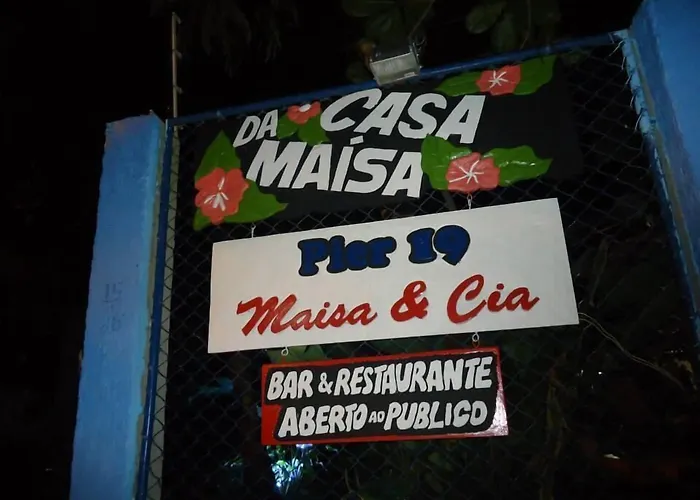 DA CASA
MAÍSA
Pier 19
Maisa & Cia
BAR & RESTAURANTE
ABERTO AO PUBLICO